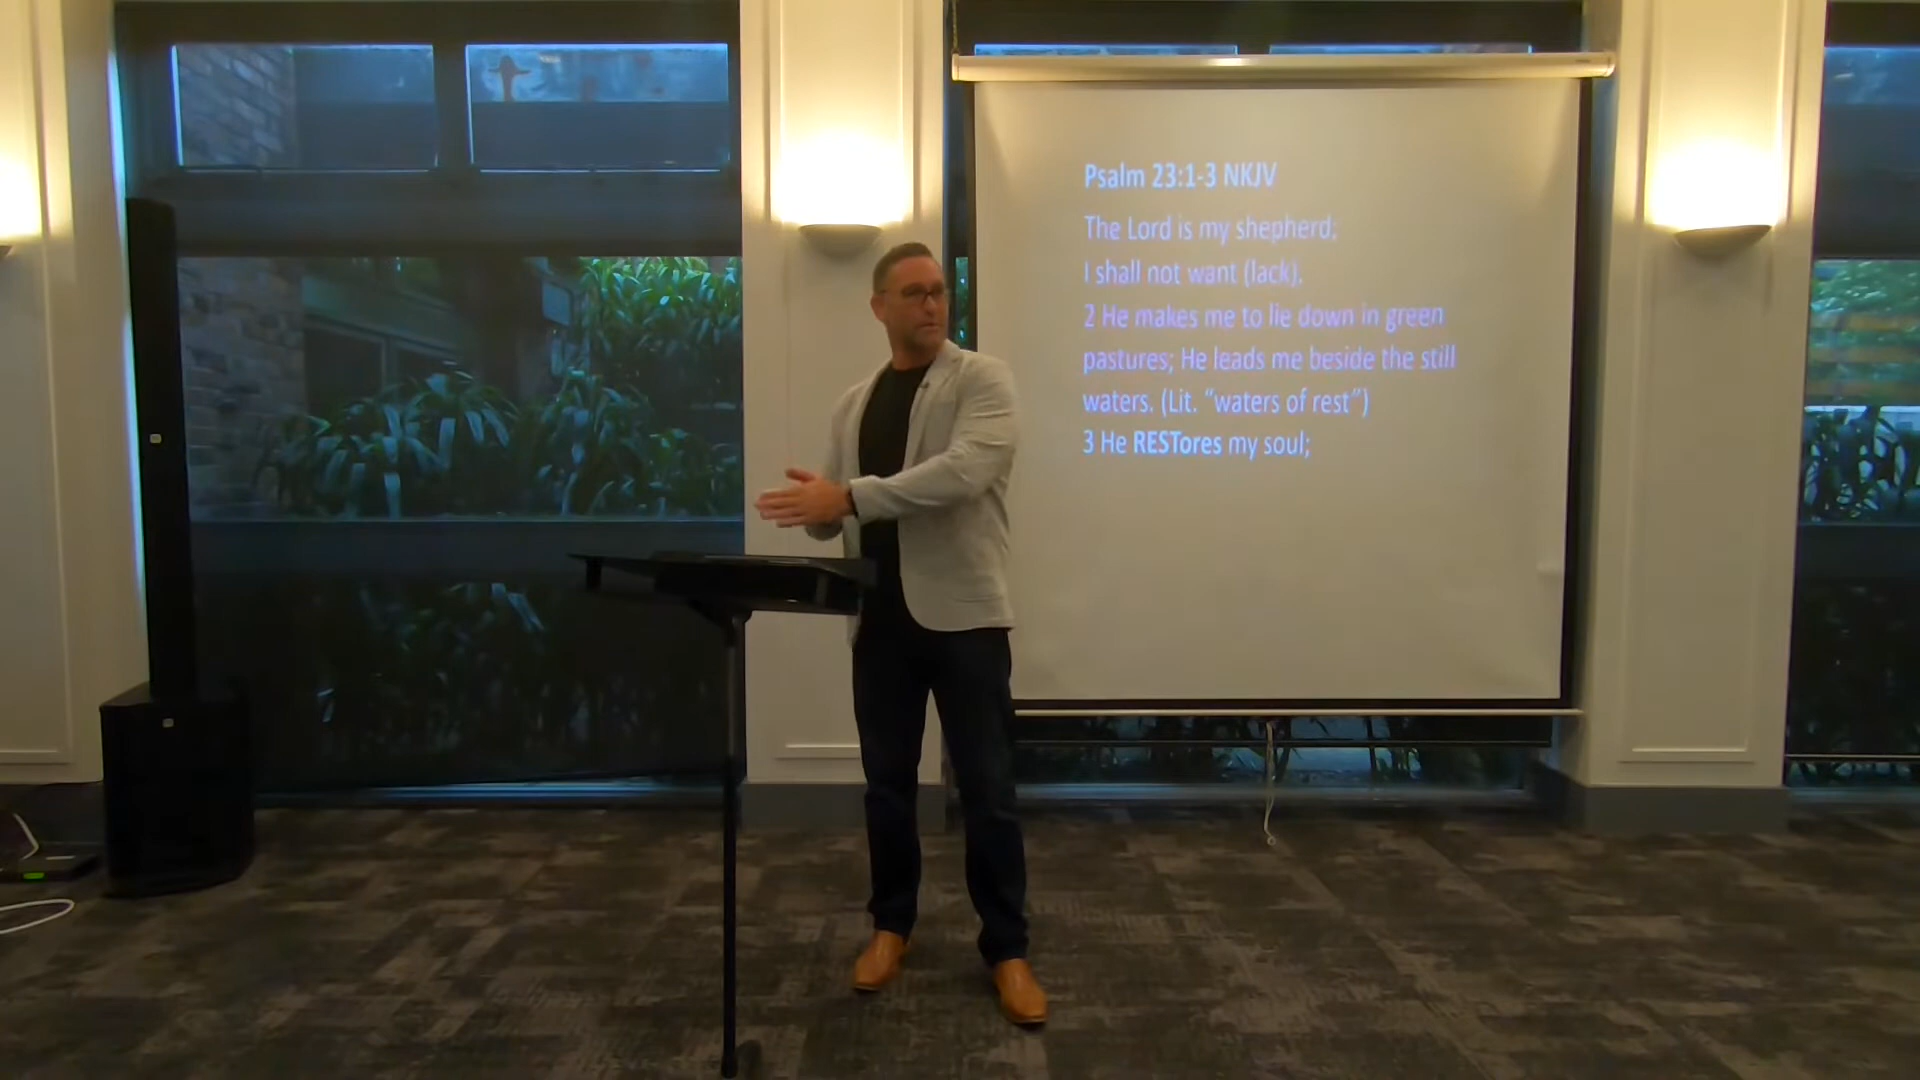 Psalm 23:1-3 NKJV
The Lord is my shepherd;
I shall not want (lack).
2 He makes me to lie down in green
pastures; He leads me beside the still
waters. (Lit. “waters of rest”)
3 He RESTores my soul;